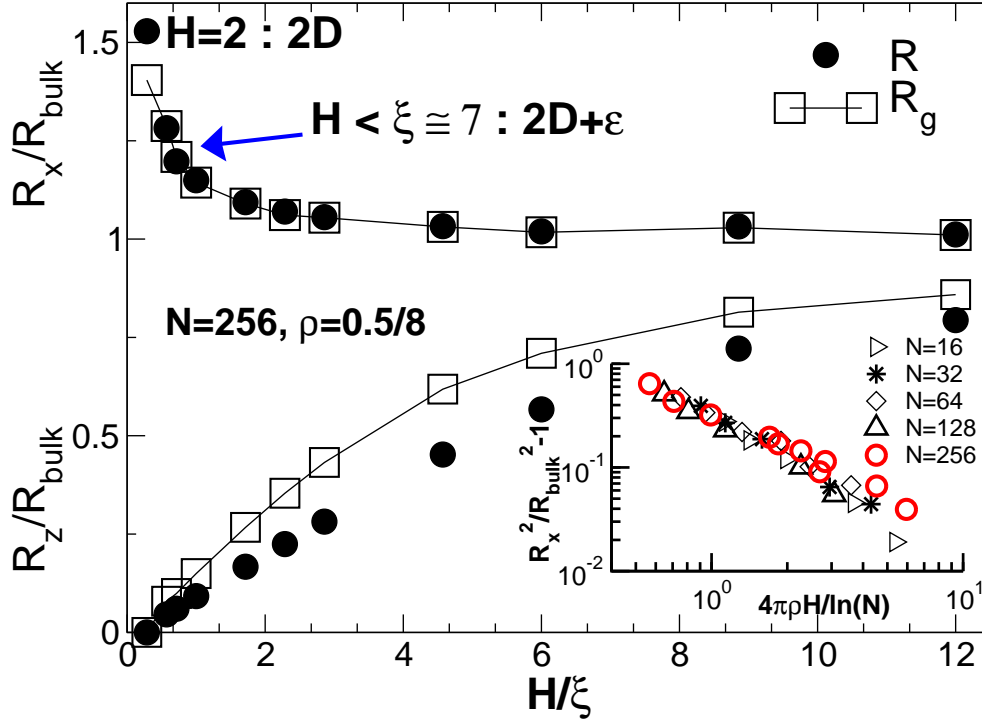 1.5
1
0.5
0
R_x/R_bulk
R_z/R_bulk
H=2 : 2D
H < ξ ≅ 7 : 2D+ε
R
R_g
N=256, ρ=0.5/8
0 2 4 6 8 10 12
H/ξ
10^0
10^-1
10^-2
R_x^2/R_bulk^2-1
10^0 10^1
4πρH/ln(N)
N=16
N=32
N=64
N=128
N=256